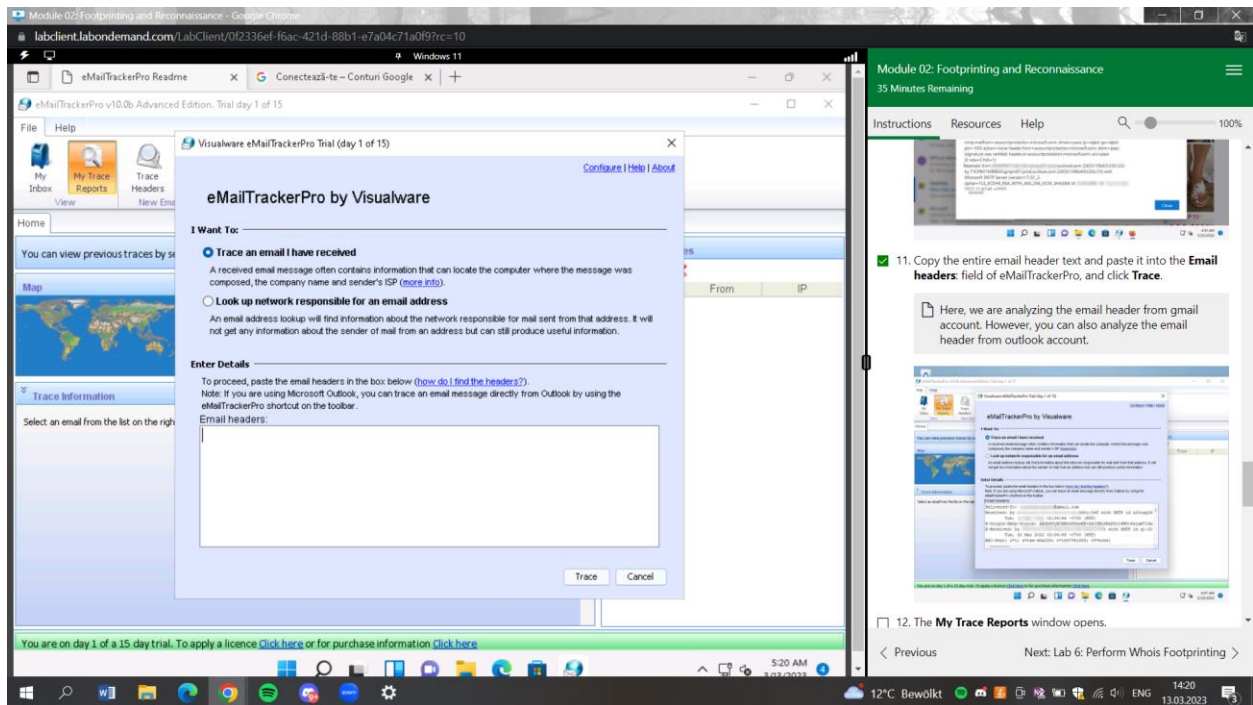 Module 02: Footprinting and Reconnaissance - Google Chrome
labclient.labondemand.com/LabClient/0f2336ef-f6ac-421d-88b1-e7a04c71a0f9?rc=10
Windows 11
eMailTrackerPro Readme
Conectează-te – Conturi Google
eMailTrackerPro v10.0b Advanced Edition. Trial day 1 of 15
File Help
My Inbox
My Trace Reports
Trace Headers
View
New Ema
Home
You can view previous traces by se
Map
Trace Information
Select an email from the list on the righ
From IP
Visualware eMailTrackerPro Trial (day 1 of 15)
Configure | Help | About
eMailTrackerPro by Visualware
I Want To:
Trace an email I have received
A received email message often contains information that can locate the computer where the message was
composed, the company name and sender's ISP (more info).
Look up network responsible for an email address
An email address lookup will find information about the network responsible for mail sent from that address. It will
not get any information about the sender of mail from an address but can still produce useful information.
Enter Details
To proceed, paste the email headers in the box below (how do I find the headers?).
Note: If you are using Microsoft Outlook, you can trace an email message directly from Outlook by using the
eMailTrackerPro shortcut on the toolbar.
Email headers:
Trace Cancel
You are on day 1 of a 15 day trial. To apply a licence Click here or for purchase information Click here
5:20 AM
3/13/2023
Module 02: Footprinting and Reconnaissance
35 Minutes Remaining
Instructions Resources Help 100%
11. Copy the entire email header text and paste it into the Email
headers: field of eMailTrackerPro, and click Trace.
Here, we are analyzing the email header from gmail
account. However, you can also analyze the email
header from outlook account.
eMailTrackerPro by Visualware
12. The My Trace Reports window opens.
Previous Next: Lab 6: Perform Whois Footprinting
12°C Bewölkt
ENG
14:20
13.03.2023